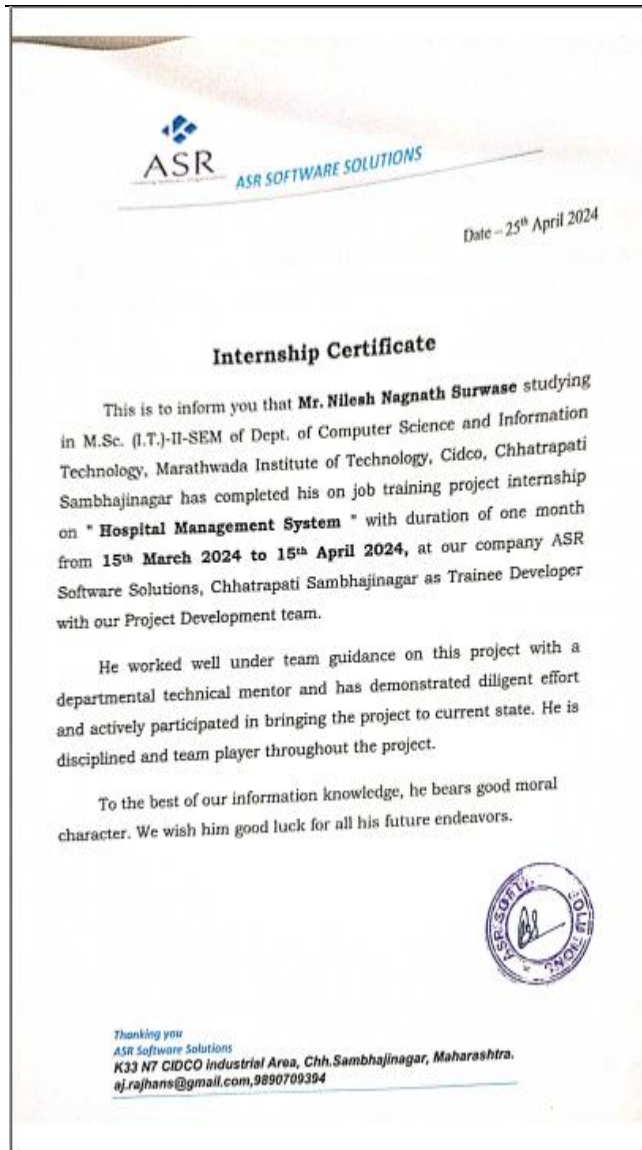 ASR
ASR SOFTWARE SOLUTIONS
Date – 25th April 2024
Internship Certificate
This is to inform you that Mr. Nilesh Nagnath Surwase studying
in M.Sc. (I.T.)-II-SEM of Dept. of Computer Science and Information
Technology, Marathwada Institute of Technology, Cidco, Chhatrapati
Sambhajinagar has completed his on job training project internship
on " Hospital Management System " with duration of one month
from 15th March 2024 to 15th April 2024, at our company ASR
Software Solutions, Chhatrapati Sambhajinagar as Trainee Developer
with our Project Development team.
He worked well under team guidance on this project with a
departmental technical mentor and has demonstrated diligent effort
and actively participated in bringing the project to current state. He is
disciplined and team player throughout the project.
To the best of our information knowledge, he bears good moral
character. We wish him good luck for all his future endeavors.
ASR SOFT SOLUTIONS
Thanking you
ASR Software Solutions
K33 N7 CIDCO Industrial Area, Chh.Sambhajinagar, Maharashtra.
aj.rajhans@gmail.com,9890709394